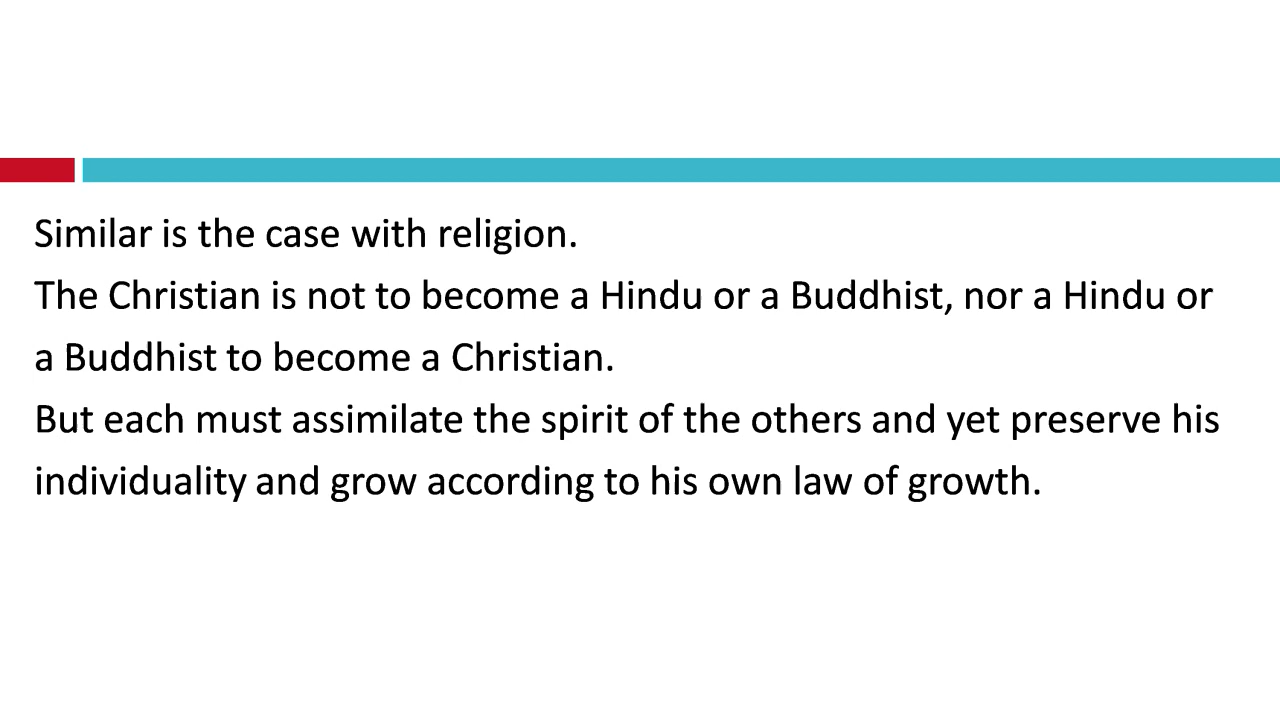 Similar is the case with religion.
The Christian is not to become a Hindu or a Buddhist, nor a Hindu or
a Buddhist to become a Christian.
But each must assimilate the spirit of the others and yet preserve his
individuality and grow according to his own law of growth.